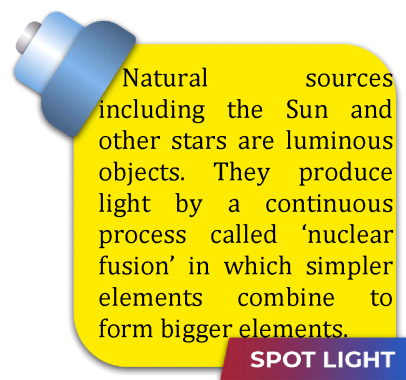 Natural sources
including the Sun and
other stars are luminous
objects. They produce
light by a continuous
process called ‘nuclear
fusion’ in which simpler
elements combine to
form bigger elements.
SPOT LIGHT